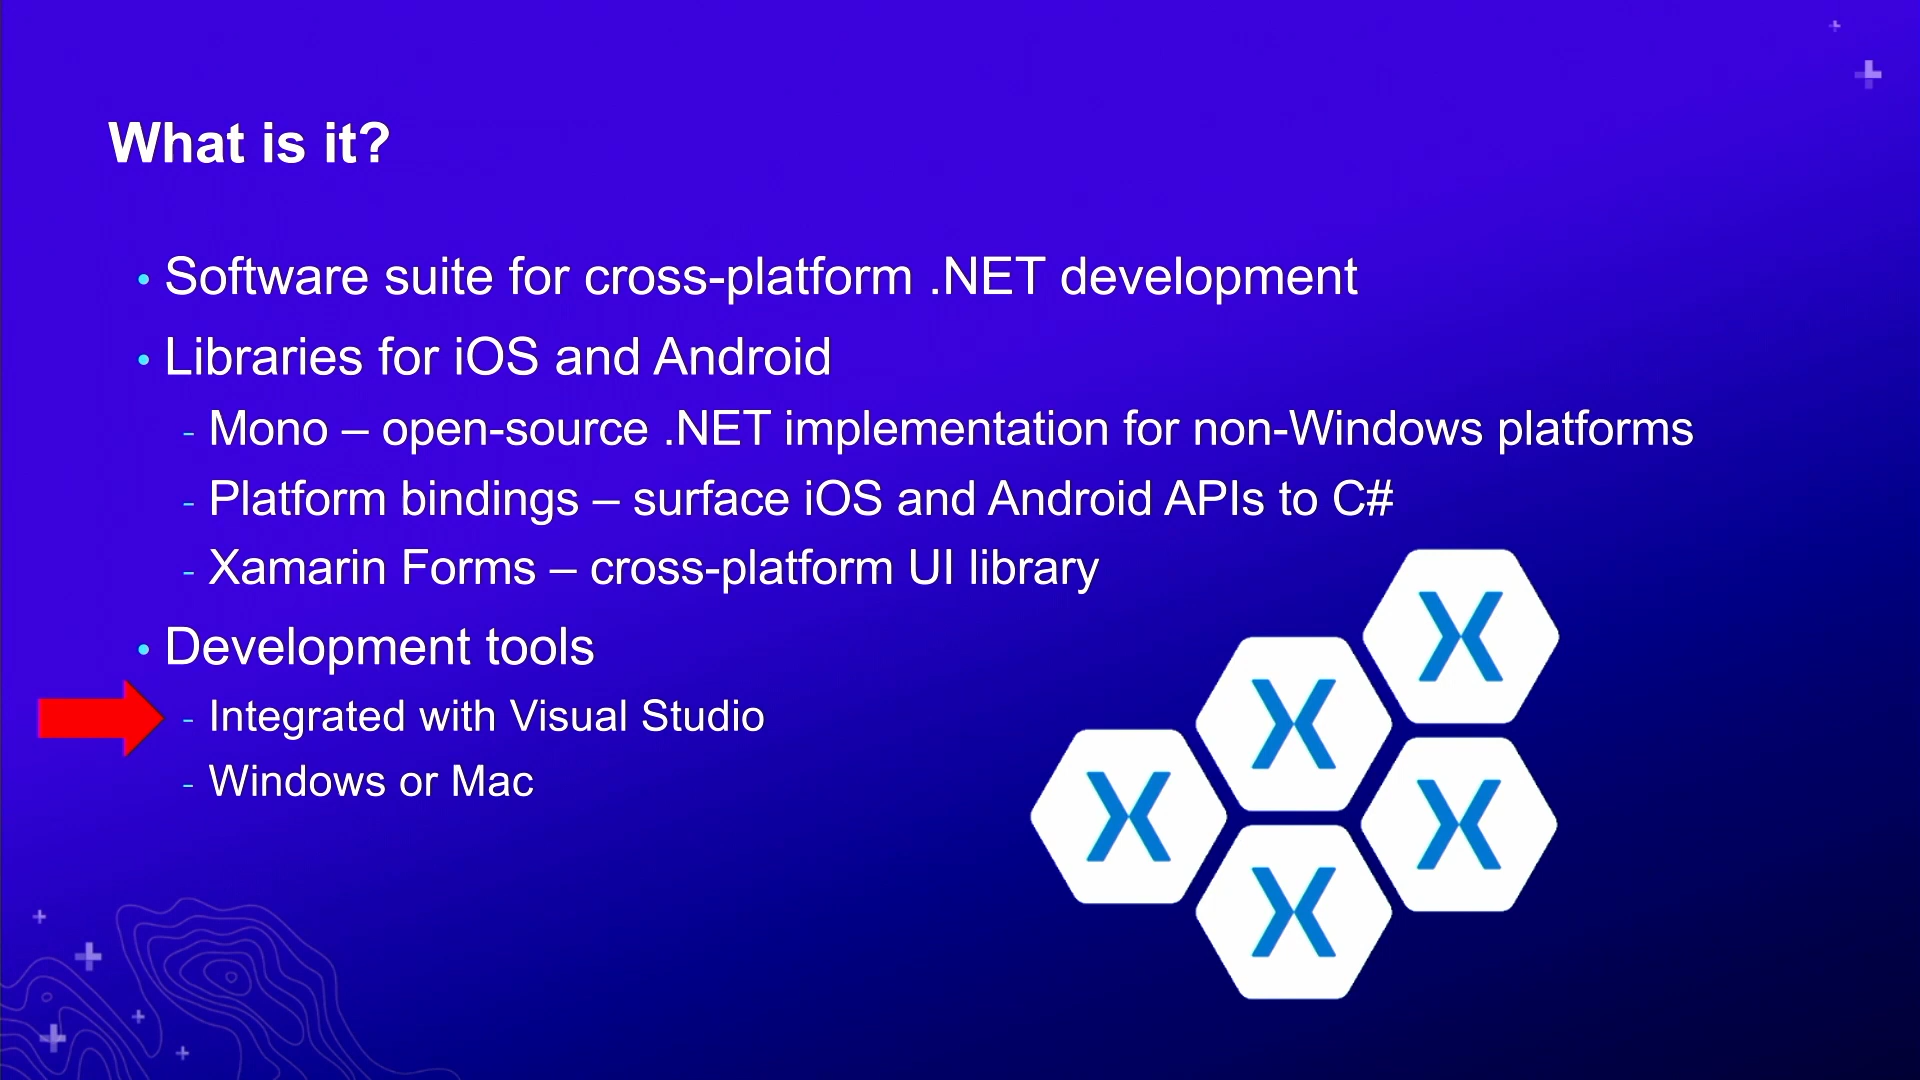 What is it?
• Software suite for cross-platform .NET development
• Libraries for iOS and Android
- Mono – open-source .NET implementation for non-Windows platforms
- Platform bindings – surface iOS and Android APIs to C#
- Xamarin Forms – cross-platform UI library
• Development tools
- Integrated with Visual Studio
- Windows or Mac
X
X
X
X
X